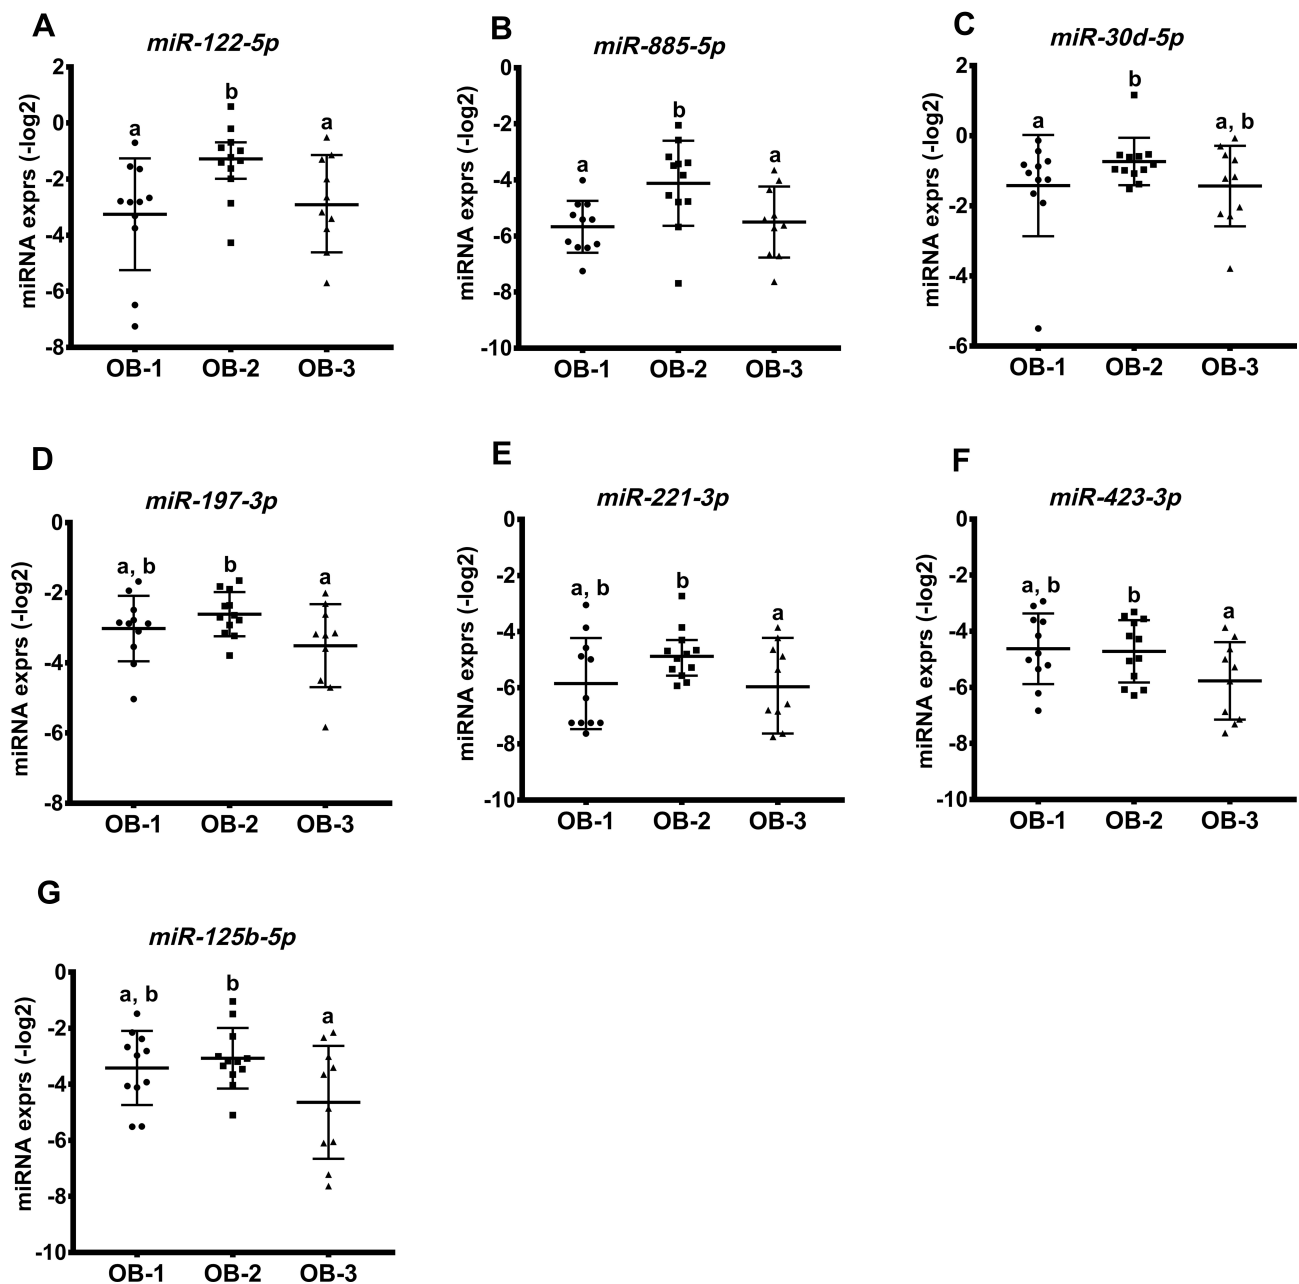 A
miR-122-5p
miRNA exprs (-log2)
2
0
-2
-4
-6
-8
a
b
a
OB-1 OB-2 OB-3
B
miR-885-5p
miRNA exprs (-log2)
0
-2
-4
-6
-8
-10
a
b
a
OB-1 OB-2 OB-3
C
miR-30d-5p
miRNA exprs (-log2)
2
0
-2
-4
-6
a
b
a, b
OB-1 OB-2 OB-3
D
miR-197-3p
miRNA exprs (-log2)
0
-2
-4
-6
-8
a, b
b
a
OB-1 OB-2 OB-3
E
miR-221-3p
miRNA exprs (-log2)
0
-2
-4
-6
-8
-10
a, b
b
a
OB-1 OB-2 OB-3
F
miR-423-3p
miRNA exprs (-log2)
0
-2
-4
-6
-8
-10
a, b
b
a
OB-1 OB-2 OB-3
G
miR-125b-5p
miRNA exprs (-log2)
0
-2
-4
-6
-8
-10
a, b
b
a
OB-1 OB-2 OB-3